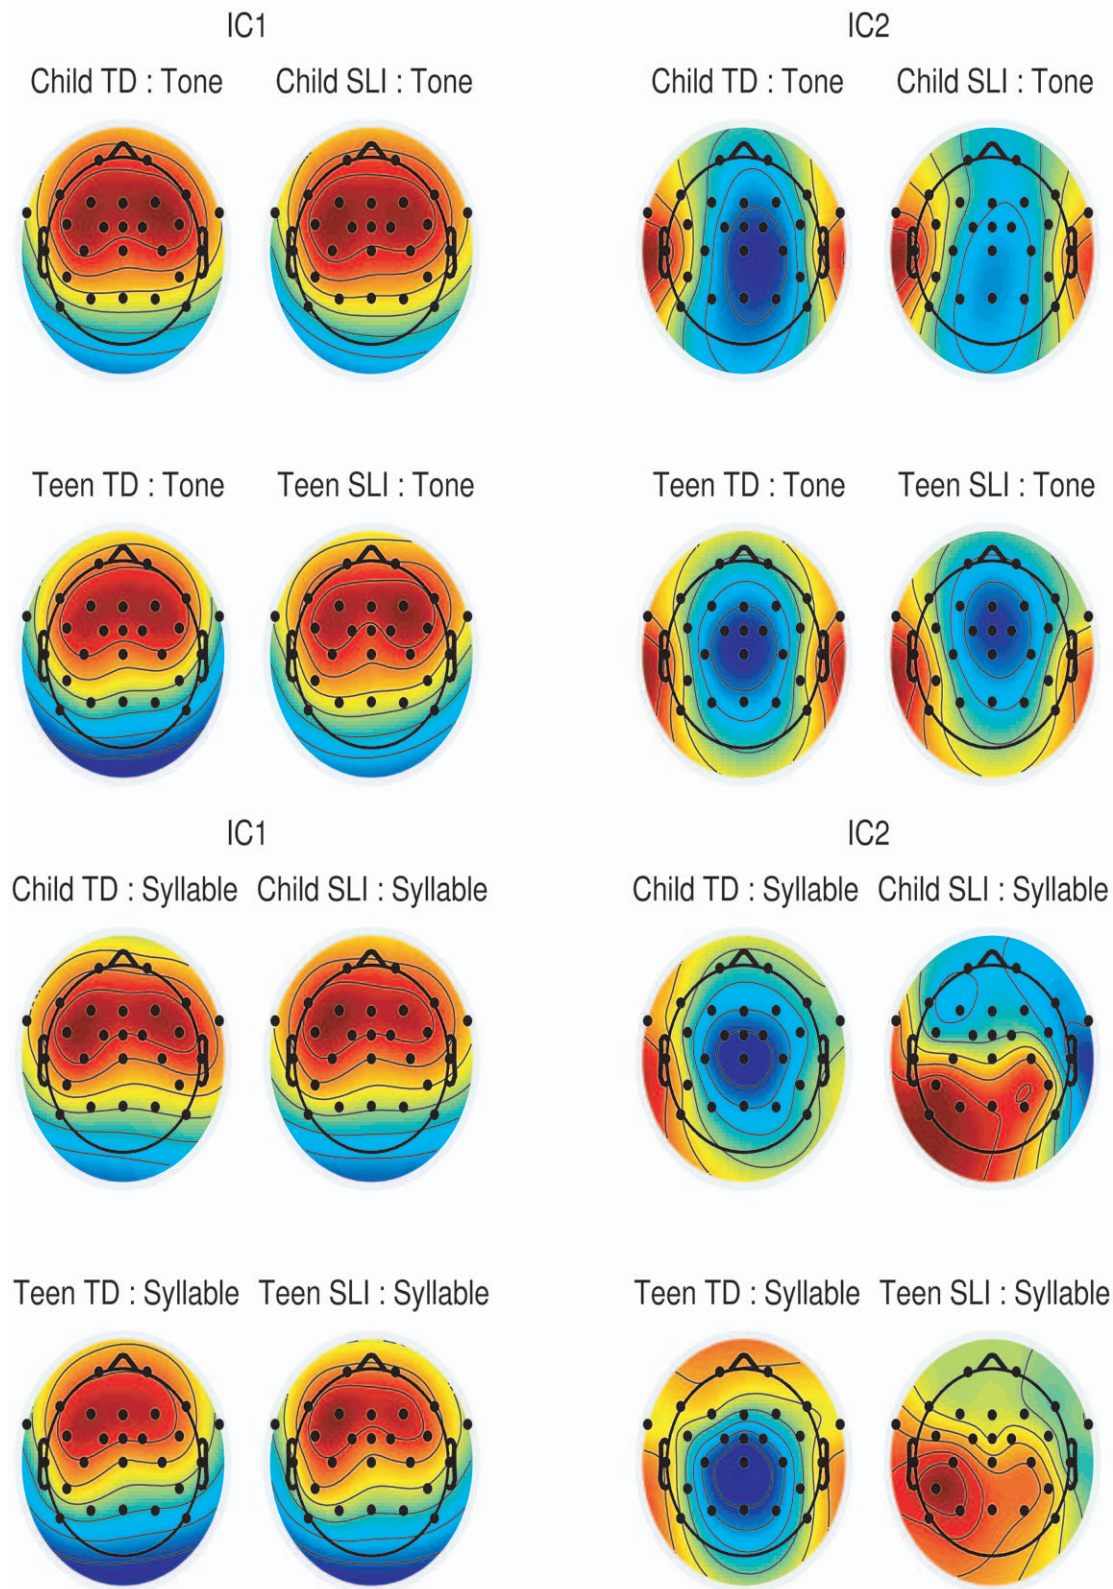 IC1 IC2
Child TD : Tone Child SLI : Tone Child TD : Tone Child SLI : Tone
Teen TD : Tone Teen SLI : Tone Teen TD : Tone Teen SLI : Tone
IC1 IC2
Child TD : Syllable Child SLI : Syllable Child TD : Syllable Child SLI : Syllable
Teen TD : Syllable Teen SLI : Syllable Teen TD : Syllable Teen SLI : Syllable